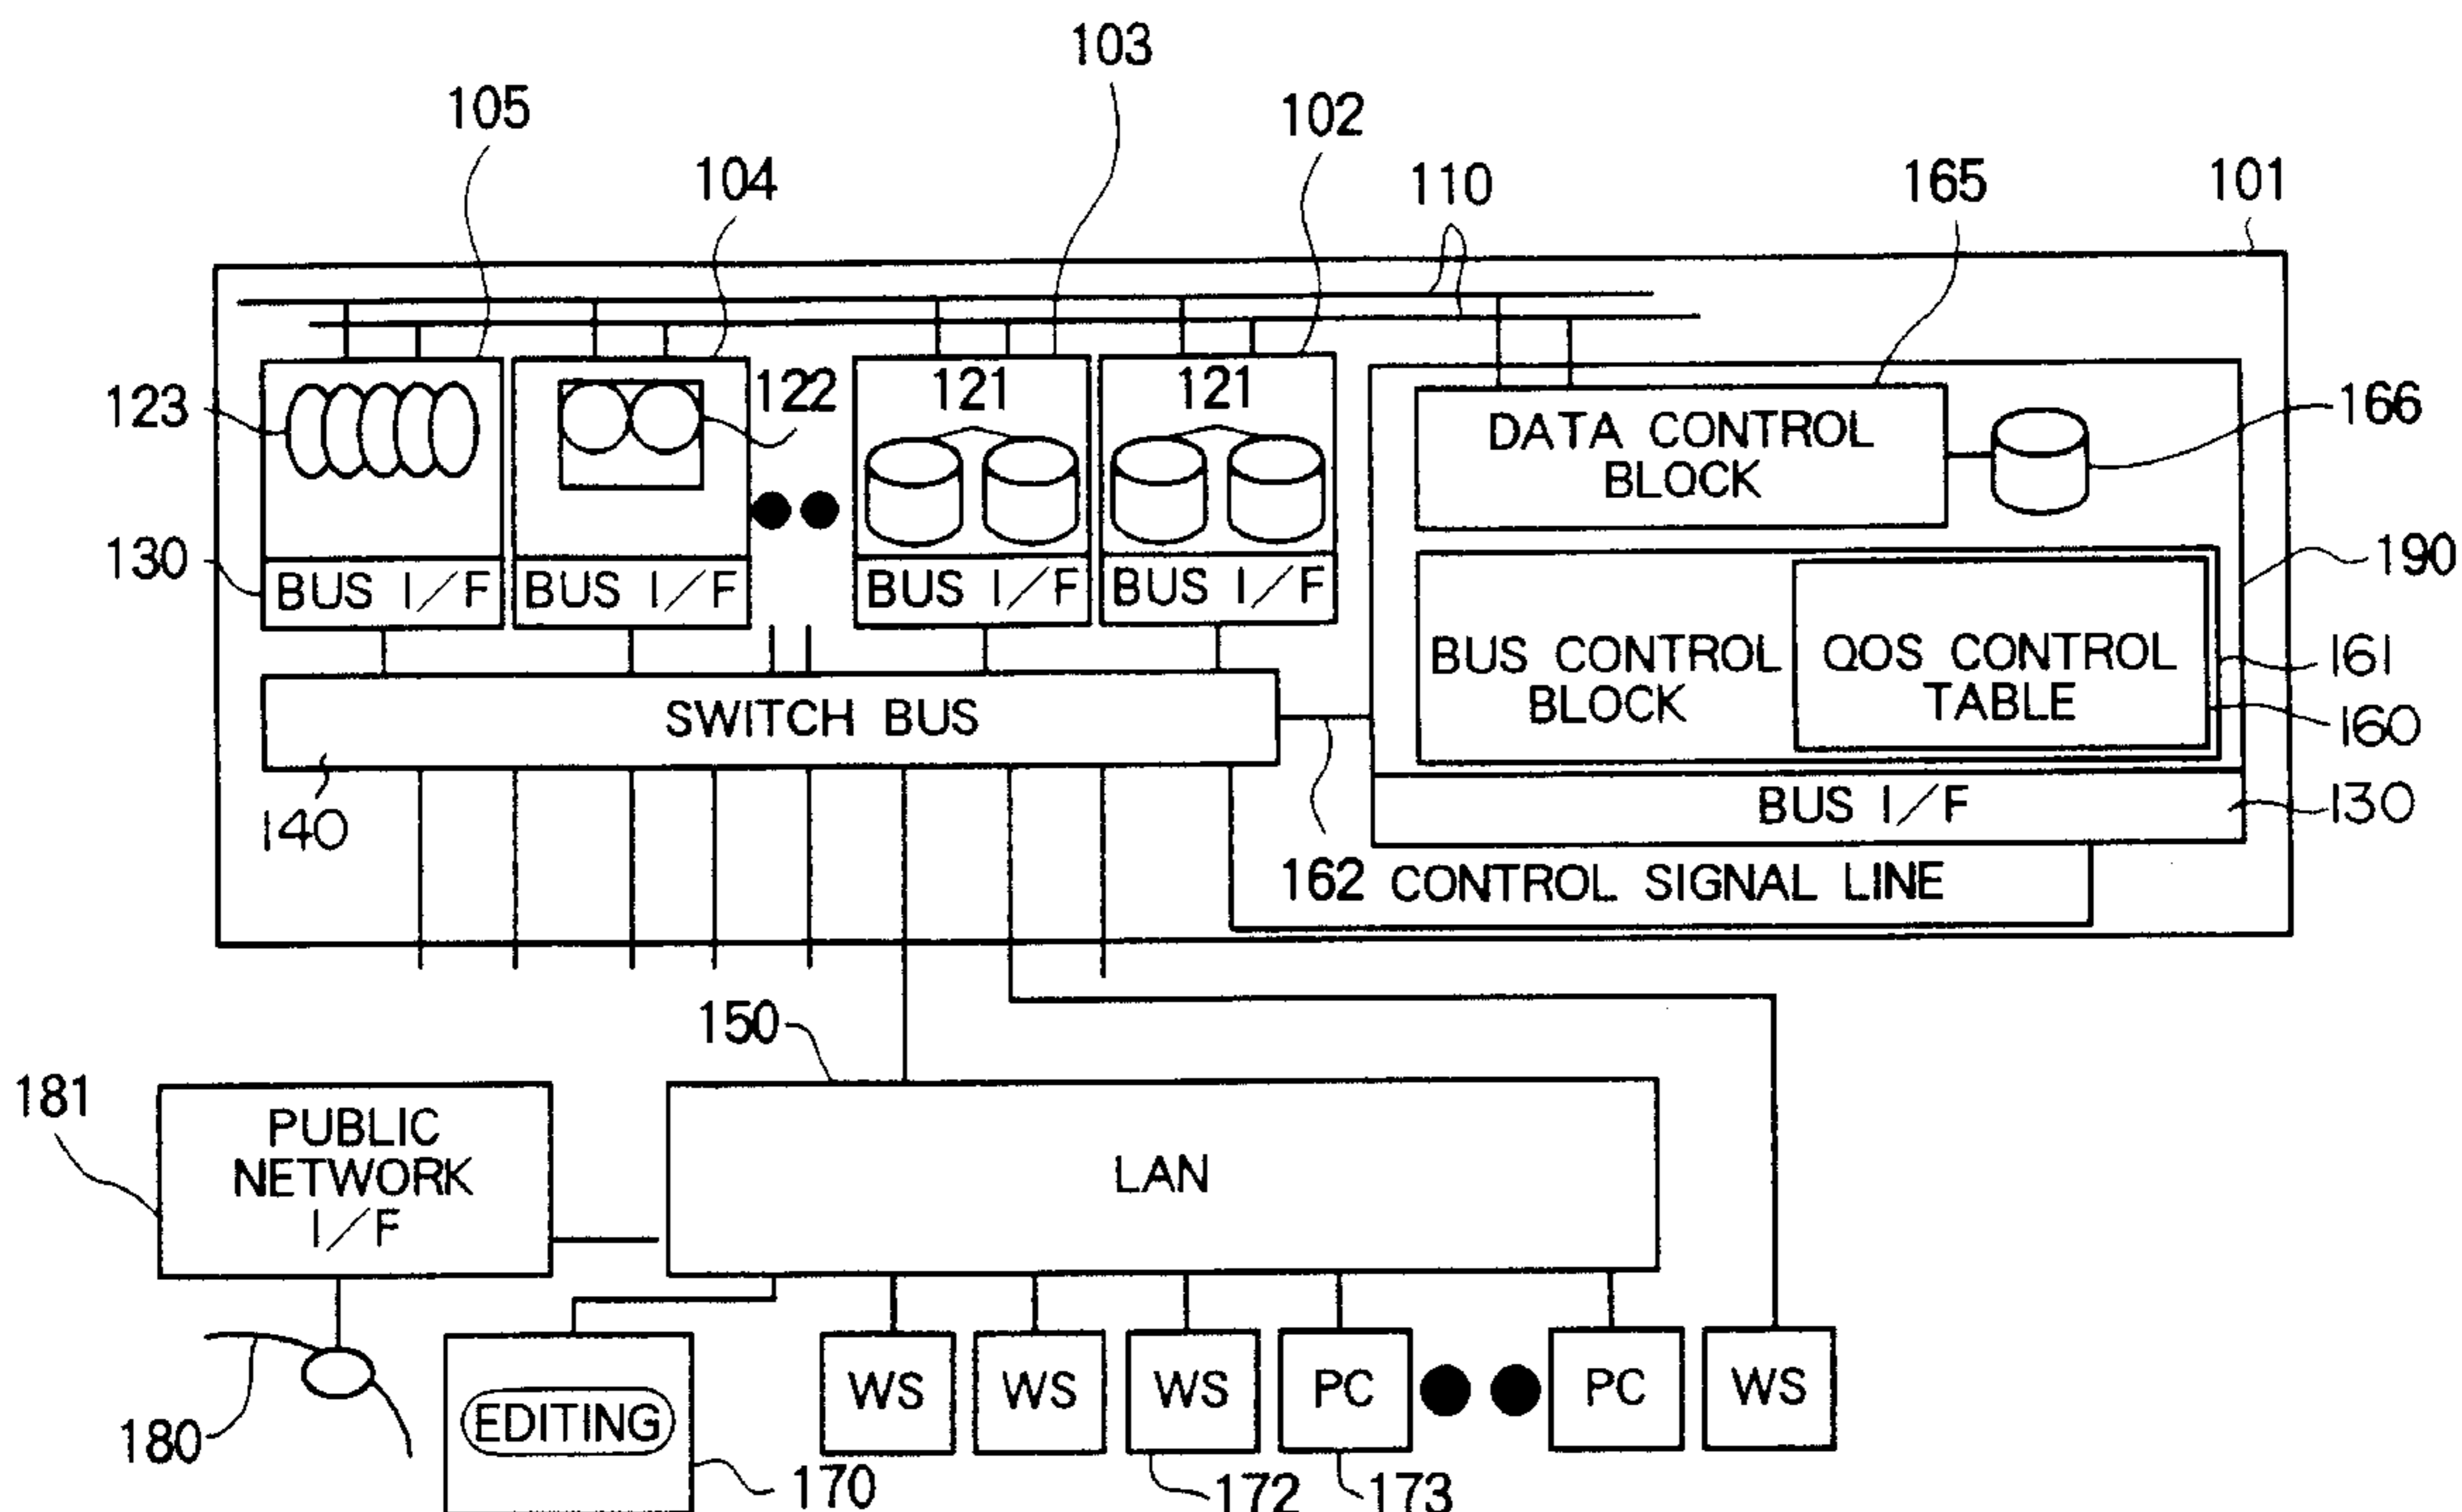 103
105
102
104
110
165
101
123
122
121
121
DATA CONTROL
BLOCK
166
130
BUS I/F
BUS I/F
BUS I/F
BUS I/F
190
BUS CONTROL
BLOCK
QOS CONTROL
TABLE
161
160
SWITCH BUS
140
BUS I/F
130
162 CONTROL SIGNAL LINE
150
181
PUBLIC
NETWORK
I/F
LAN
180
EDITING
170
WS
WS
WS
PC
PC
WS
172
173